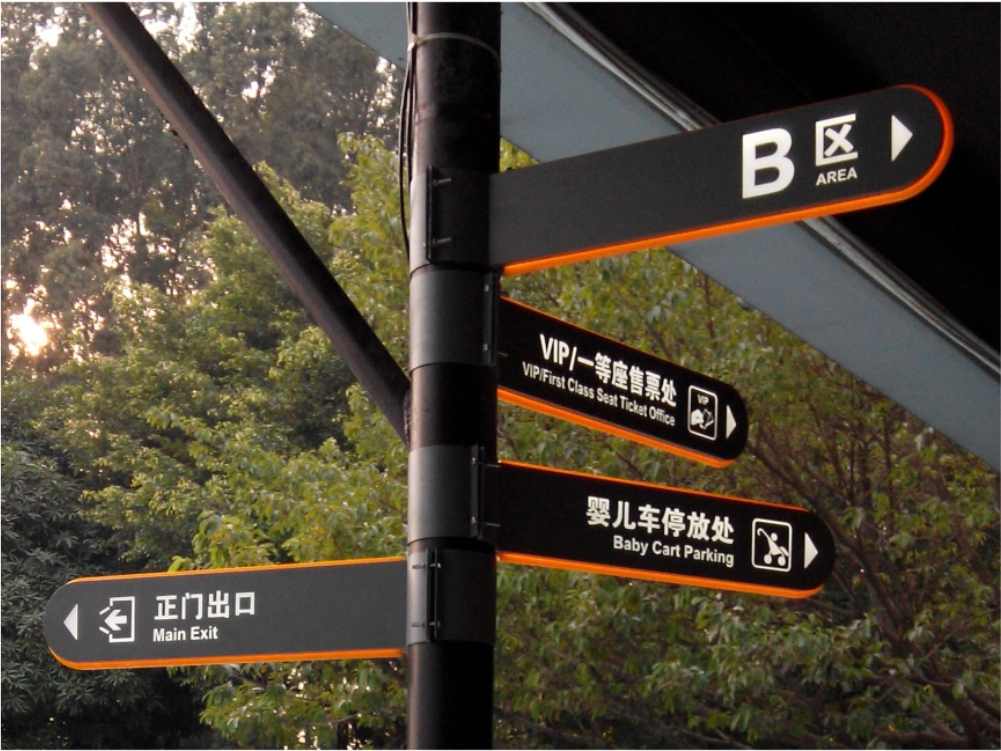 B 区
AREA
VIP/一等座售票处
VIP/First Class Seat Ticket Office
VIP
婴儿车停放处
Baby Cart Parking
正门出口
Main Exit